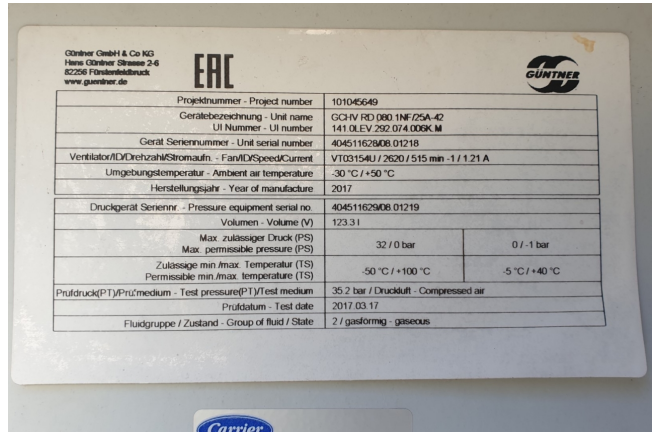 Güntner GmbH & Co KG
Hans Güntner Strasse 2-6
82256 Fürstenfeldbruck
www.guentner.de
EAC
GÜNTNER
Projektnummer - Project number 101045649
Gerätebezeichnung - Unit name GCHV RD 080.1NF/25A-42
UI Nummer - UI number 141.0LEV.292.074.006K.M
Gerät Seriennummer - Unit serial number 404511628/08.01218
Ventilator/ID/Drehzahl/Stromaufn. - Fan/ID/Speed/Current VT03154U / 2620 / 515 min -1 / 1.21 A
Umgebungstemperatur - Ambient air temperature -30 °C / +50 °C
Herstellungsjahr - Year of manufacture 2017
Druckgerät Seriennr. - Pressure equipment serial no. 404511629/08.01219
Volumen - Volume (V) 123.3 l
Max. zulässiger Druck (PS)
Max. permissible pressure (PS) 32 / 0 bar 0 / -1 bar
Zulässige min./max. Temperatur (TS)
Permissible min./max. temperature (TS) -50 °C / +100 °C -5 °C / +40 °C
Prüfdruck(PT)/Prüfmedium - Test pressure(PT)/Test medium 35.2 bar / Druckluft - Compressed air
Prüfdatum - Test date 2017.03.17
Fluidgruppe / Zustand - Group of fluid / State 2 / gasförmig - gaseous
Carrier